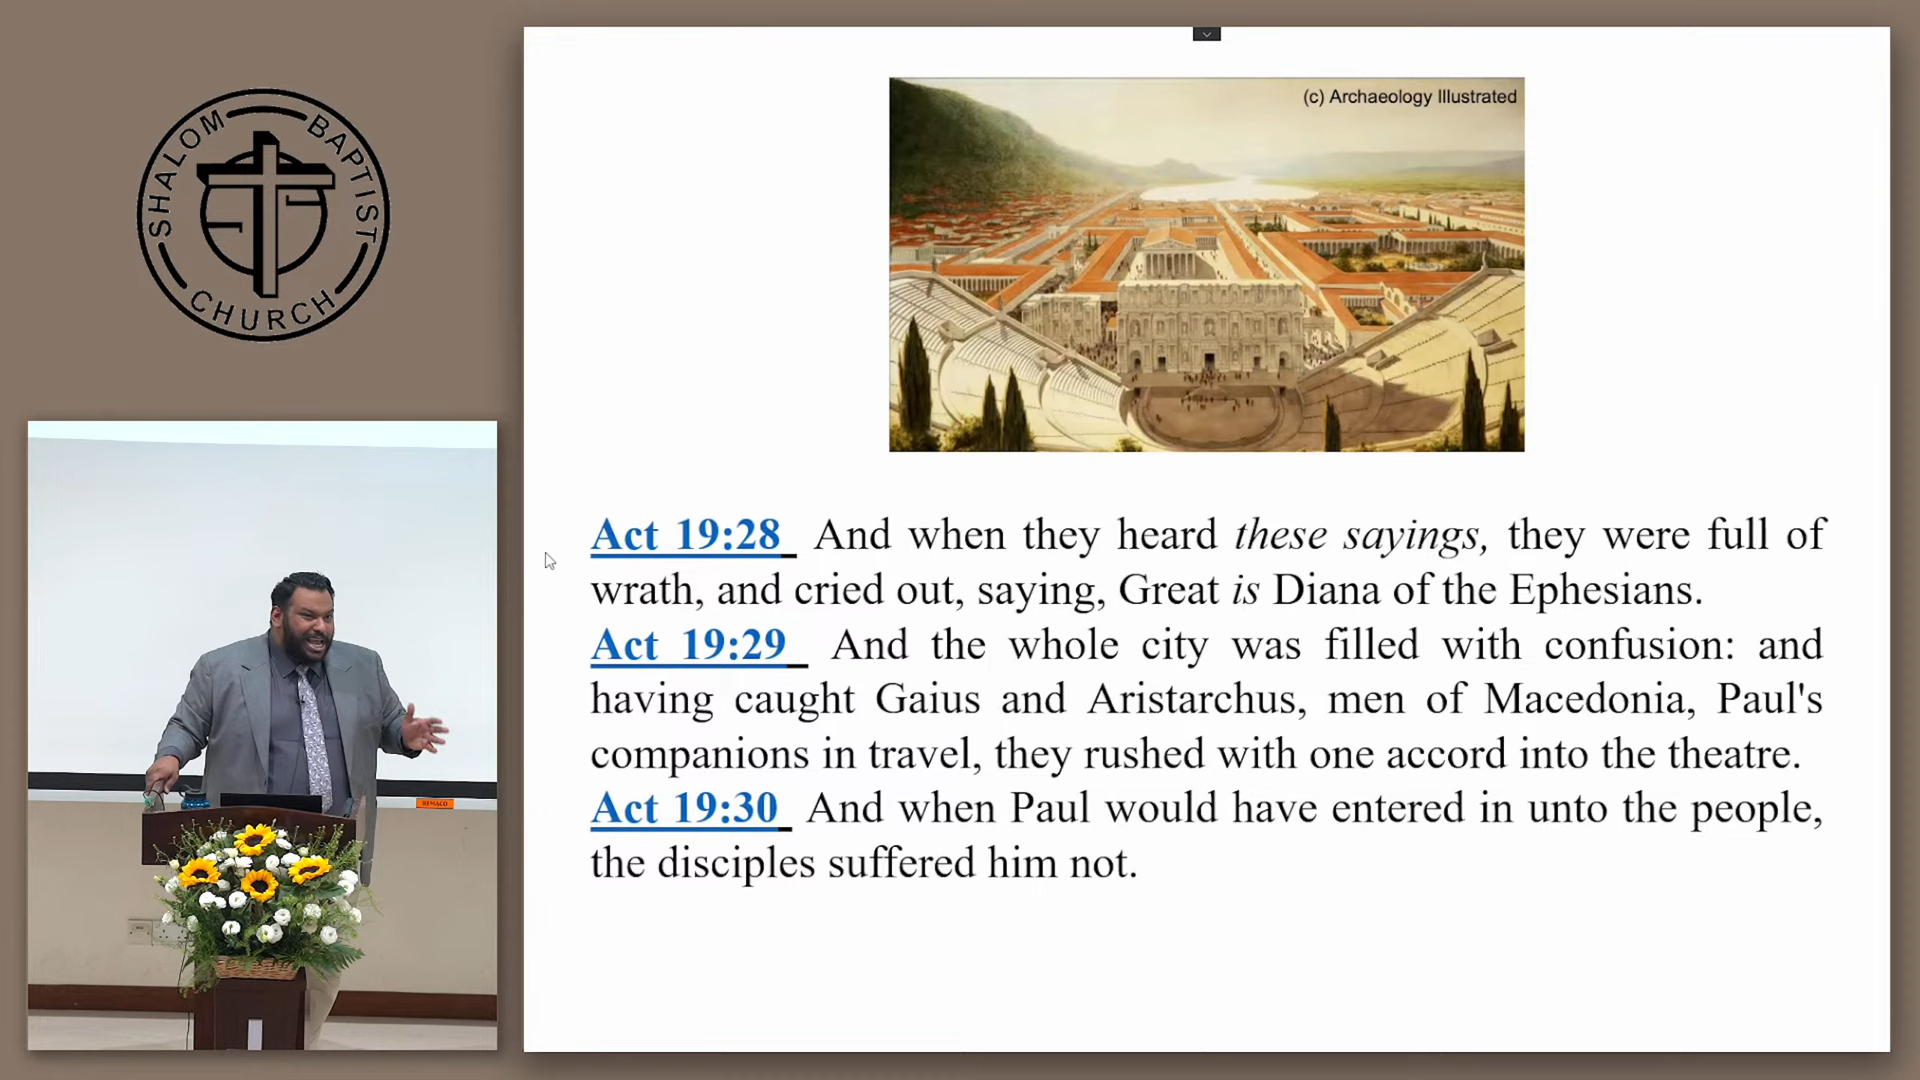 SHALOM BAPTIST CHURCH
(c) Archaeology Illustrated
Act 19:28 And when they heard these sayings, they were full of
wrath, and cried out, saying, Great is Diana of the Ephesians.
Act 19:29 And the whole city was filled with confusion: and
having caught Gaius and Aristarchus, men of Macedonia, Paul's
companions in travel, they rushed with one accord into the theatre.
Act 19:30 And when Paul would have entered in unto the people,
the disciples suffered him not.
REMACO